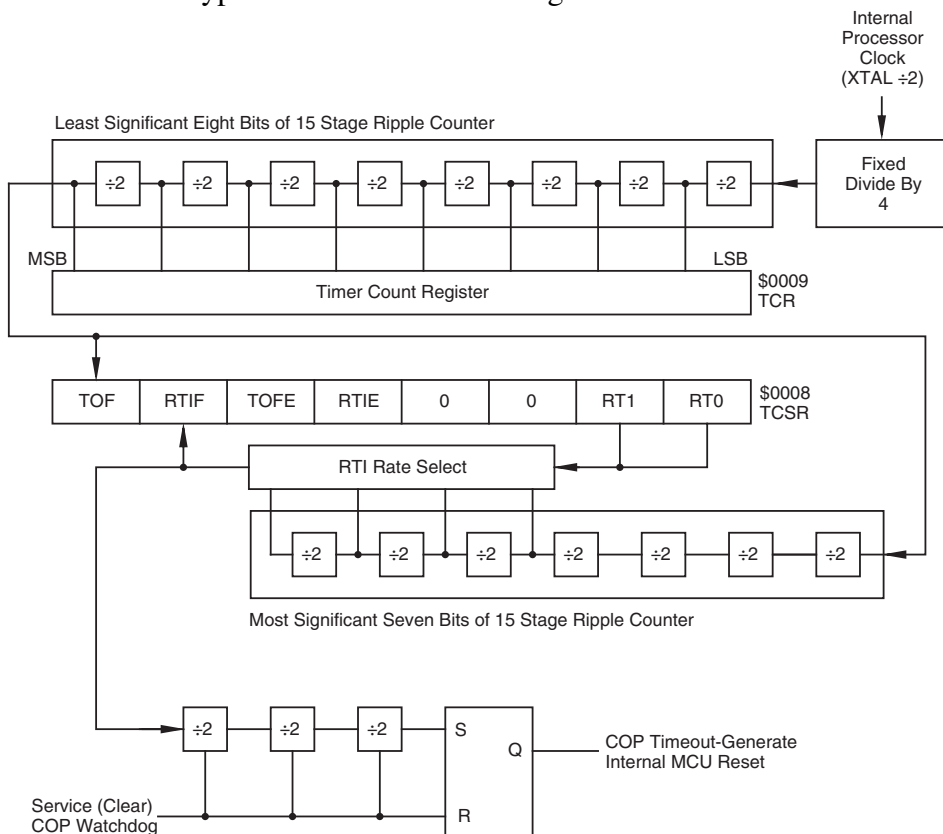 Internal
Processor
Clock
(XTAL ÷2)
Least Significant Eight Bits of 15 Stage Ripple Counter
÷2 ÷2 ÷2 ÷2 ÷2 ÷2 ÷2 ÷2
Fixed
Divide By
4
MSB LSB
Timer Count Register
$0009
TCR
TOF RTIF TOFE RTIE 0 0 RT1 RT0
$0008
TCSR
RTI Rate Select
÷2 ÷2 ÷2 ÷2 ÷2 ÷2 ÷2
Most Significant Seven Bits of 15 Stage Ripple Counter
÷2 ÷2 ÷2 S
Q
COP Timeout-Generate
Internal MCU Reset
Service (Clear)
COP Watchdog
R